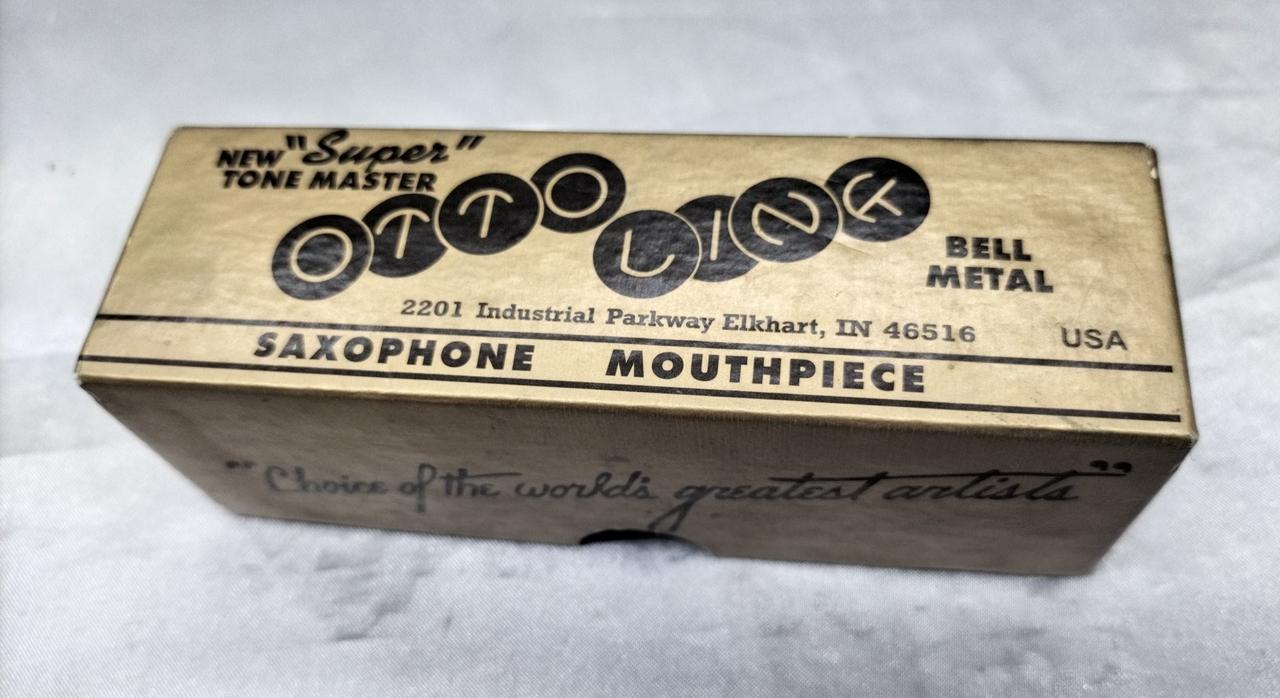 NEW "Super"
TONE MASTER
OTTO LINK
BELL
METAL
2201 Industrial Parkway Elkhart, IN 46516
USA
SAXOPHONE MOUTHPIECE
"Choice of the world's greatest artists"